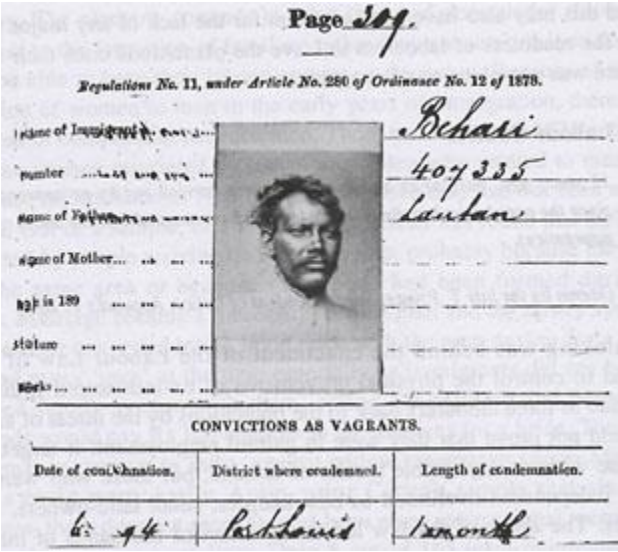 Page 309.
Regulations No. 11, under Article No. 280 of Ordinance No. 12 of 1878.
Name of Immigrant Behari
number 407335
name of Father Lautan
name of Mother...
Age in 189
stature
Marks
CONVICTIONS AS VAGRANTS.
Date of condemnation. District where condemned. Length of condemnation.
94 Port Louis month